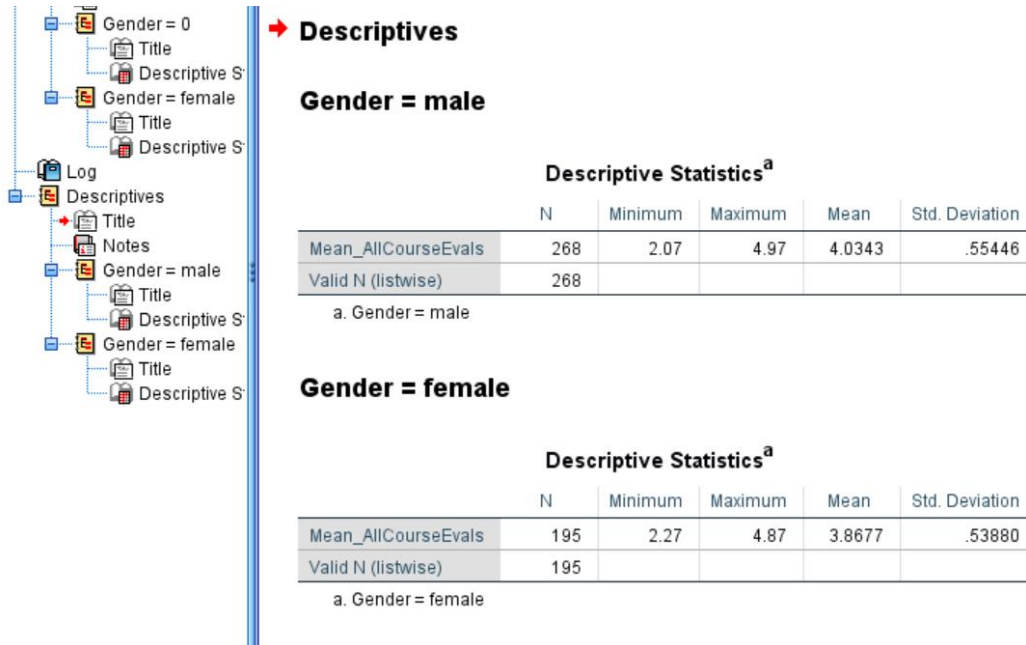 Gender = 0
Title
Descriptive S
Gender = female
Title
Descriptive S
Log
Descriptives
Title
Notes
Gender = male
Title
Descriptive S
Gender = female
Title
Descriptive S
Descriptives
Gender = male
Descriptive Statisticsa
N Minimum Maximum Mean Std. Deviation
Mean_AllCourseEvals 268 2.07 4.97 4.0343 .55446
Valid N (listwise) 268
a. Gender = male
Gender = female
Descriptive Statisticsa
N Minimum Maximum Mean Std. Deviation
Mean_AllCourseEvals 195 2.27 4.87 3.8677 .53880
Valid N (listwise) 195
a. Gender = female